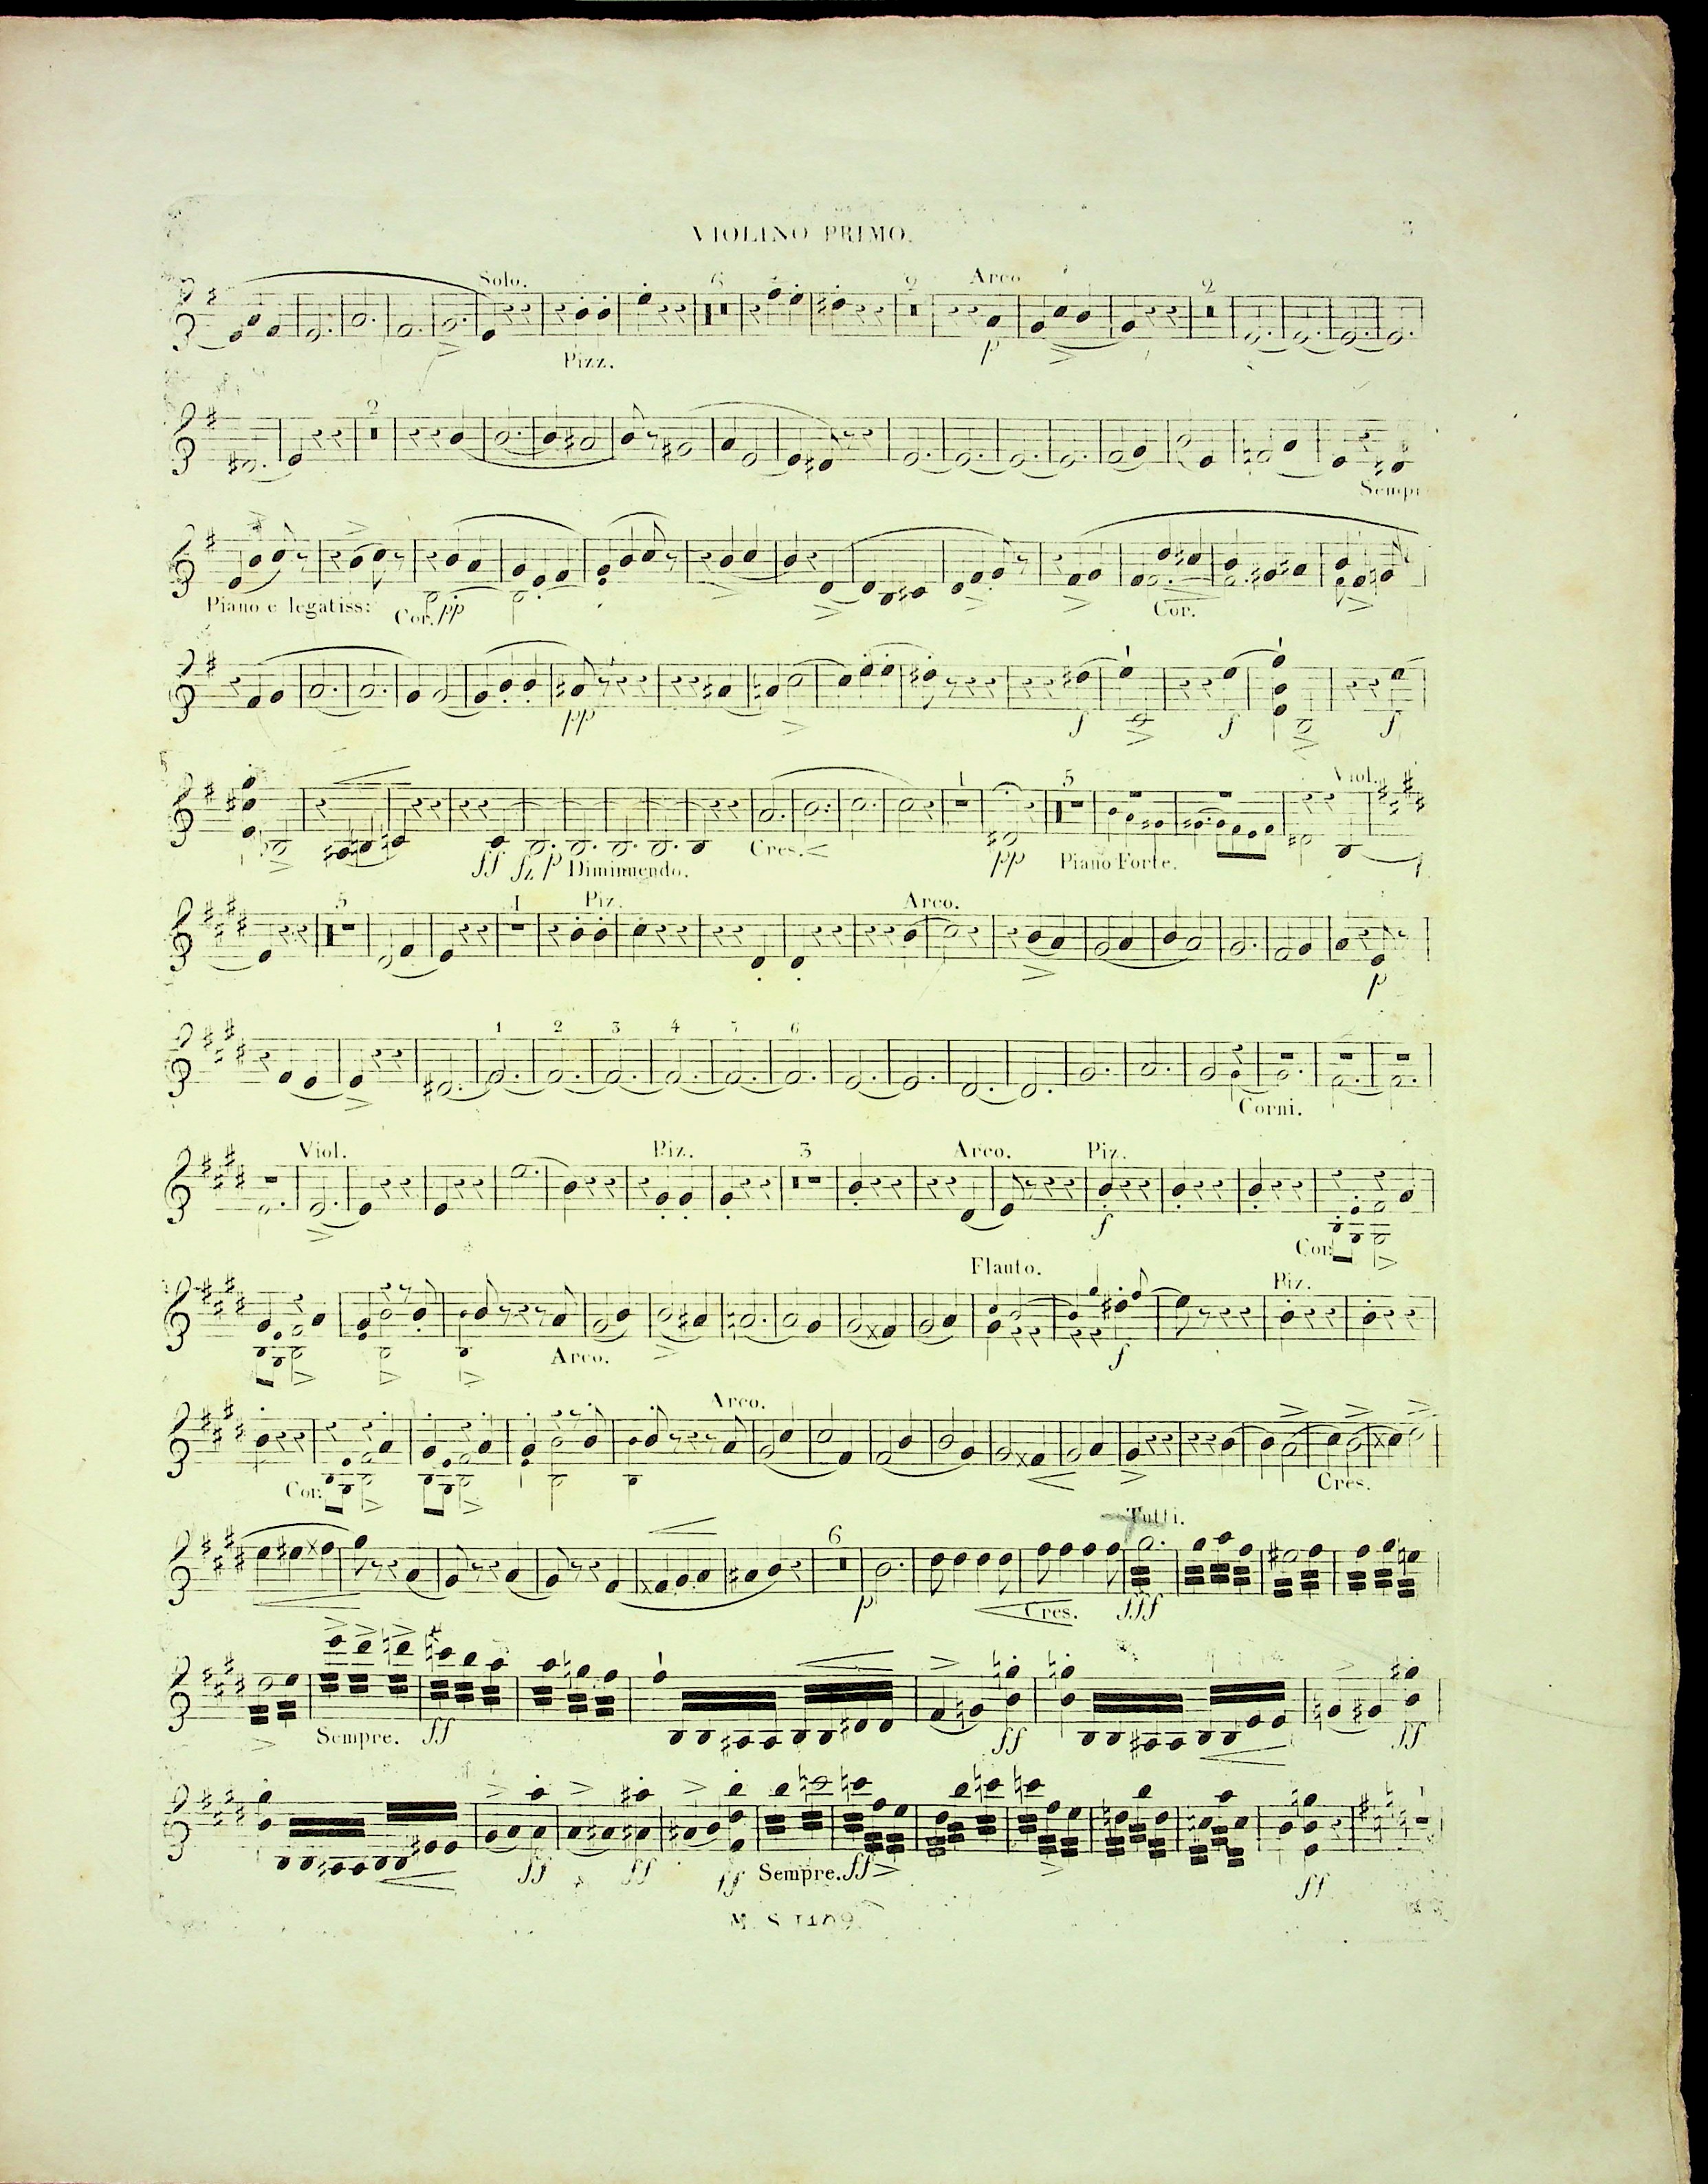 VIOLINO PRIMO. 3
Solo. 6 2 Arco 2
Pizz. p
2
Piano e legatiss: Cor. pp Cor.
pp f f f
1 5 Viol.
ff fz p Diminuendo. Cres. pp Piano Forte.
5 1 Piz. Arco.
p
1 2 3 4 6
Corni.
Viol. Piz. 3 Arco. Piz.
f Cor.
Flauto. Piz.
Arco. f
Arco.
Cor. Cres.
6 Tutti.
p Cres. fff
Sempre. ff ff ff
ff ff ff Sempre. ff ff